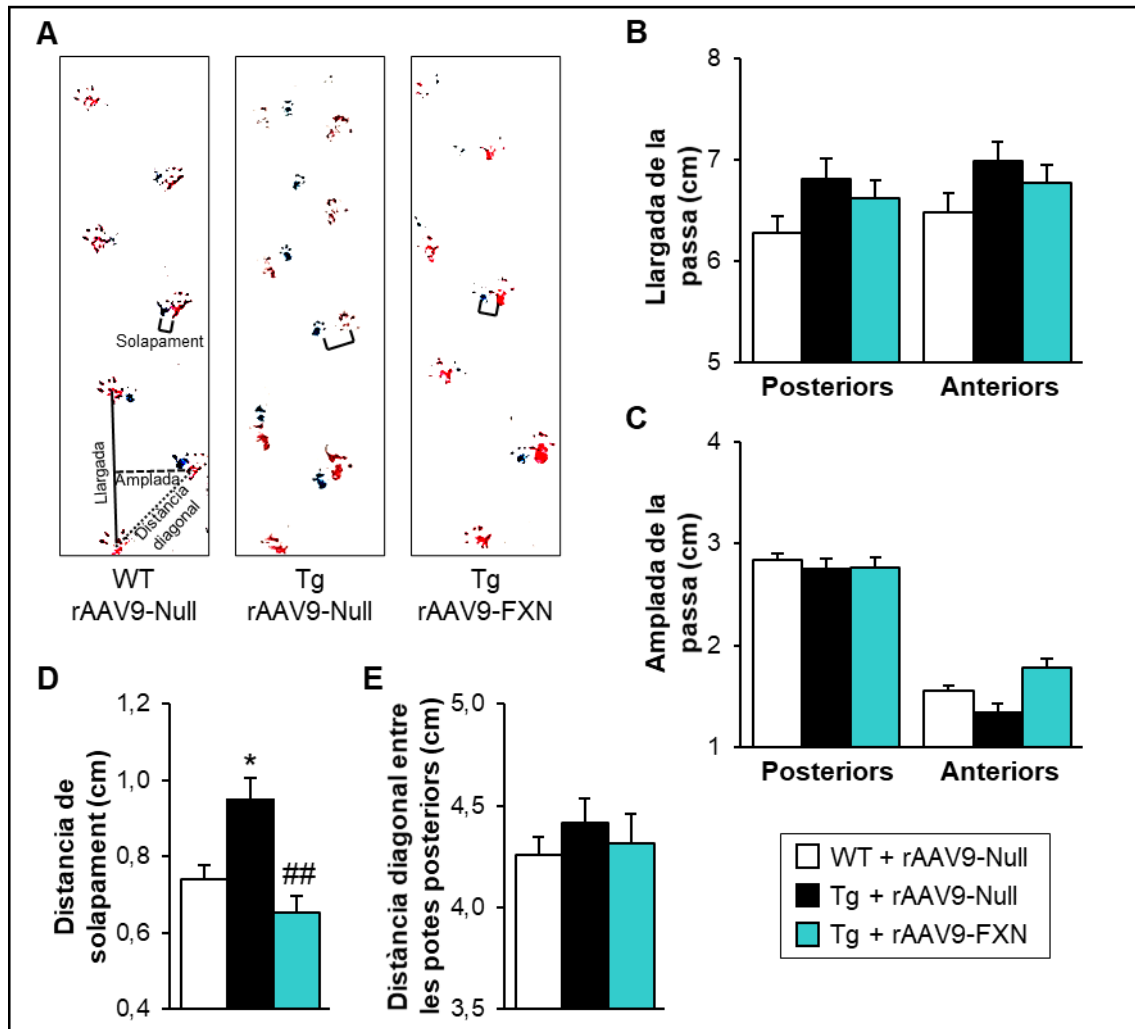 A
Solapament
Llargada
Amplada
Distància
diagonal
WT
rAAV9-Null
Tg
rAAV9-Null
Tg
rAAV9-FXN
B
Llargada de la
passa (cm)
8
7
6
5
Posteriors
Anteriors
C
Amplada de la
passa (cm)
4
3
2
1
Posteriors
Anteriors
D
Distancia de
solapament (cm)
1,2
1,0
0,8
0,6
0,4
*
##
E
Distància diagonal entre
les potes posteriors (cm)
5,0
4,5
4,0
3,5
WT + rAAV9-Null
Tg + rAAV9-Null
Tg + rAAV9-FXN